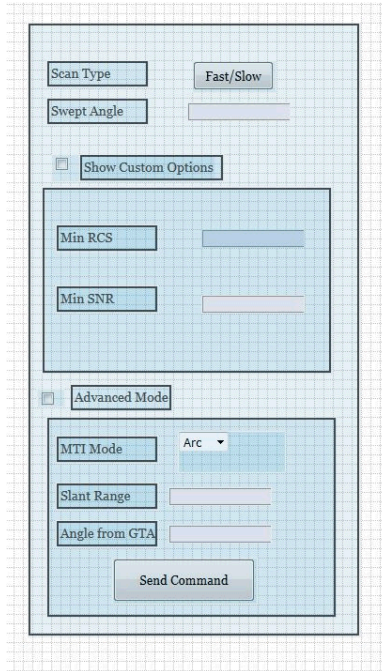 Scan Type
Fast/Slow
Swept Angle
Show Custom Options
Min RCS
Min SNR
Advanced Mode
MTI Mode
Arc
Slant Range
Angle from GTA
Send Command